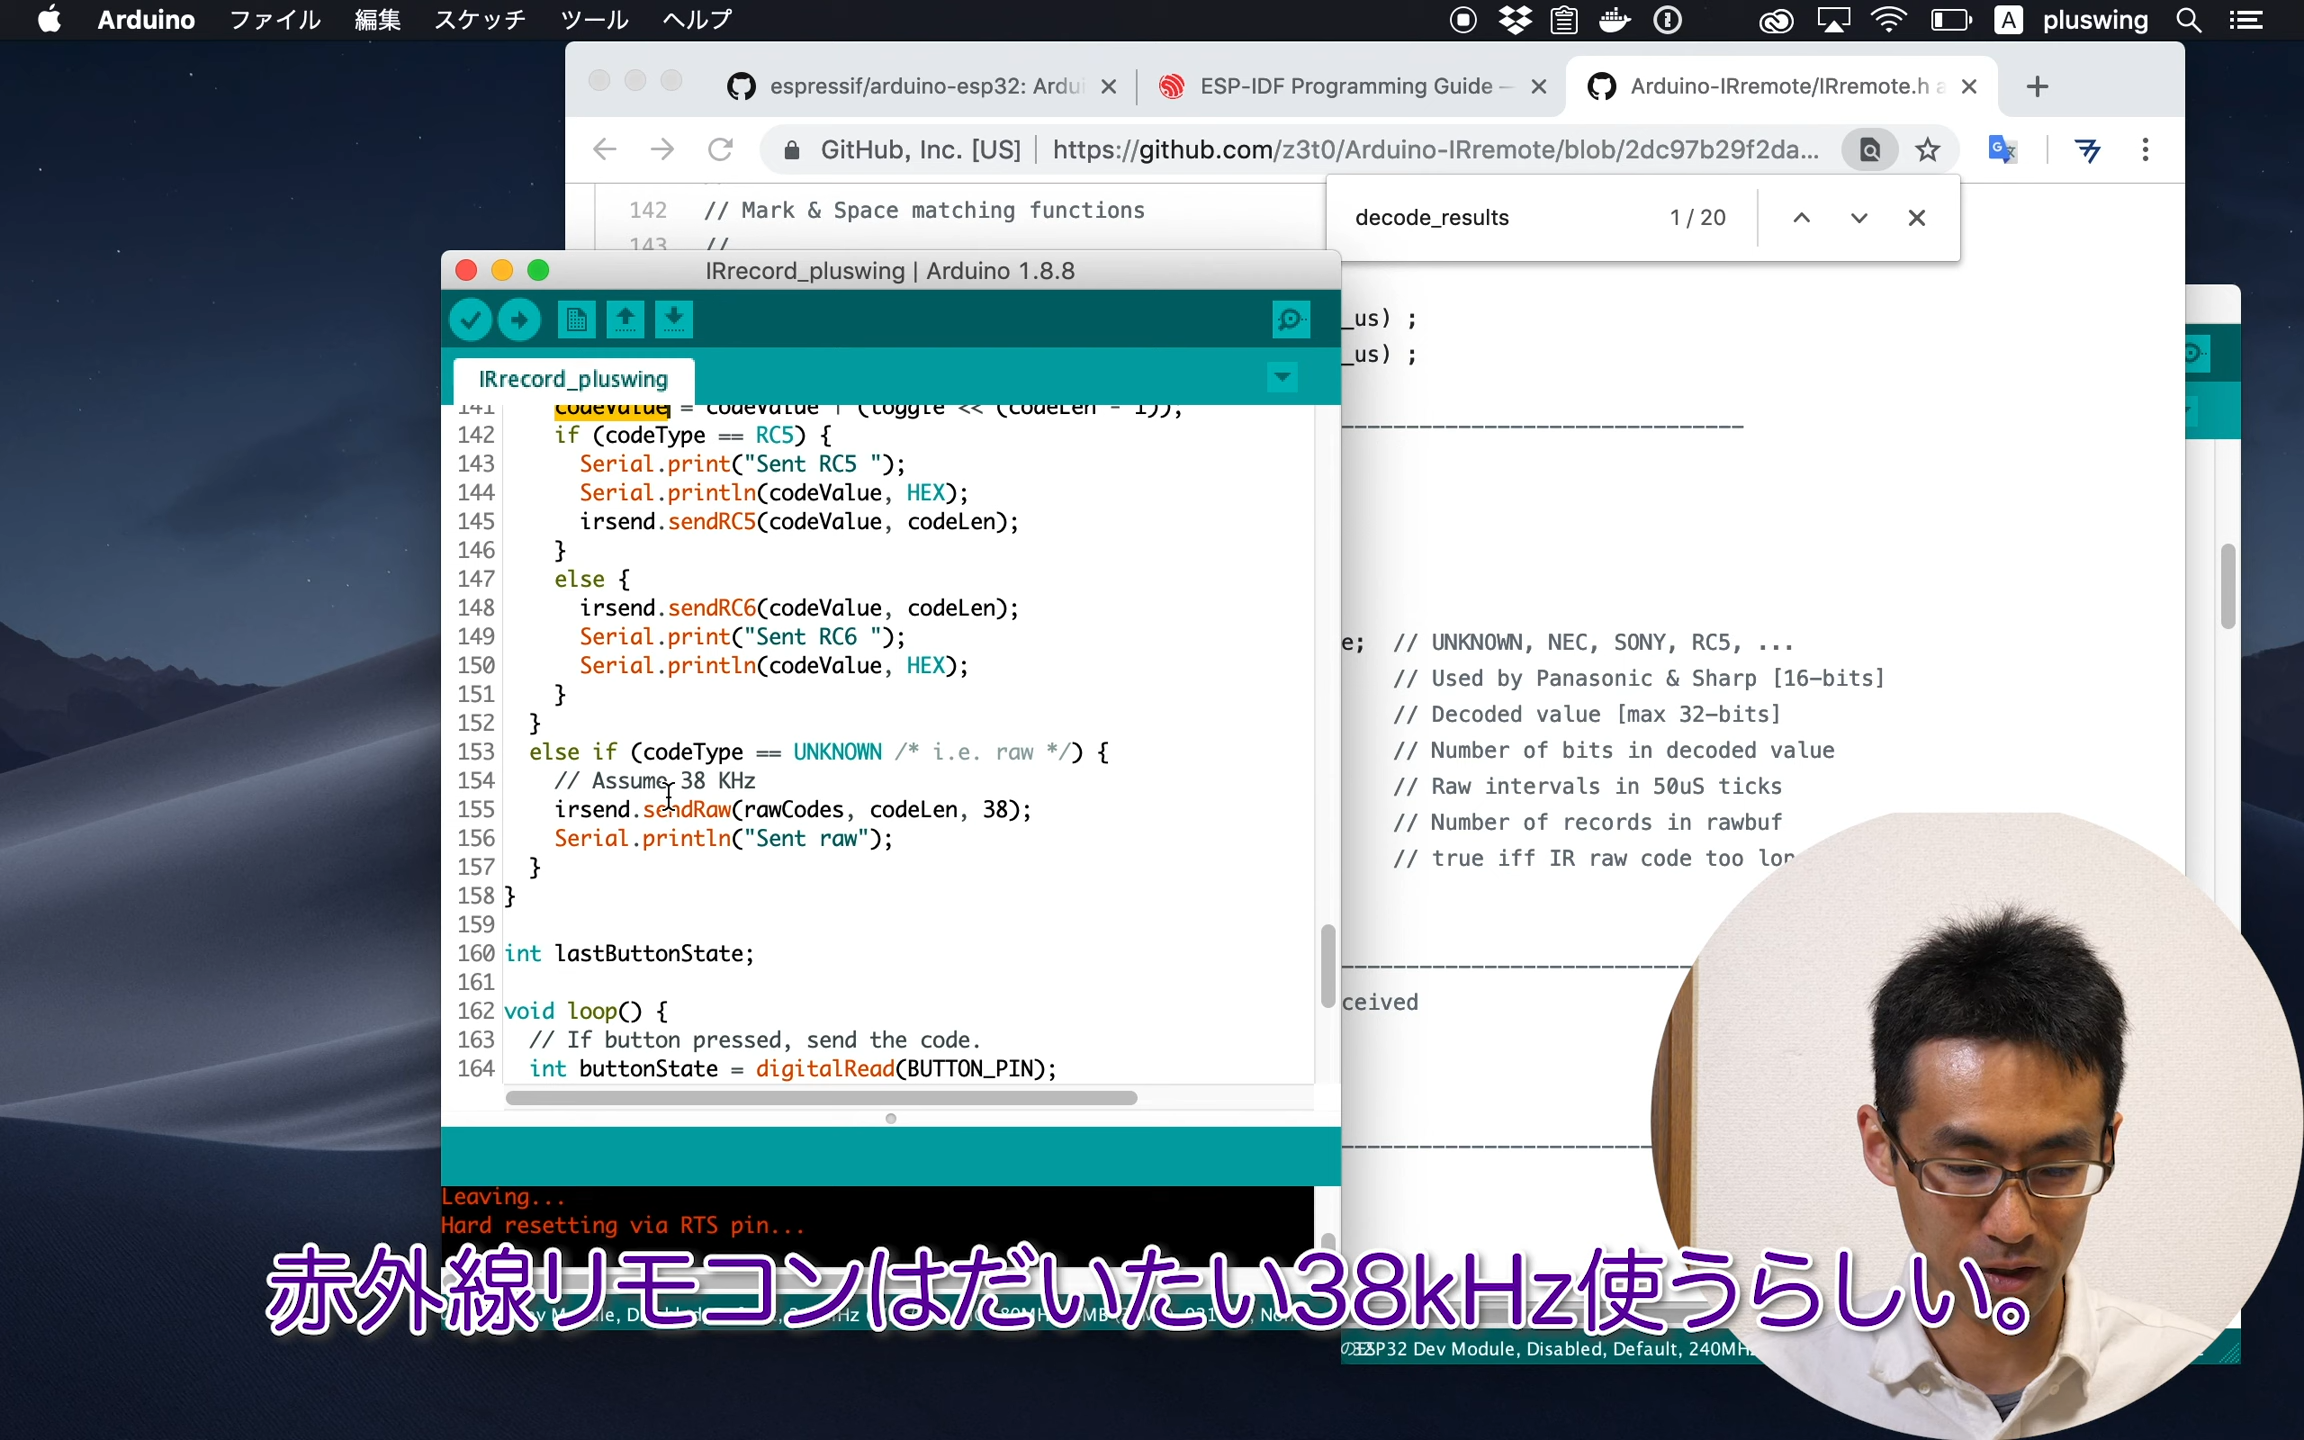 Arduino ファイル 編集 スケッチ ツール ヘルプ pluswing
espressif/arduino-esp32: Ardui
ESP-IDF Programming Guide —
Arduino-IRremote/IRremote.h a
GitHub, Inc. [US] https://github.com/z3t0/Arduino-IRremote/blob/2dc97b29f2da...
decode_results 1 / 20
142 // Mark & Space matching functions
143 //
_us) ;
_us) ;
e; // UNKNOWN, NEC, SONY, RC5, ...
// Used by Panasonic & Sharp [16-bits]
// Decoded value [max 32-bits]
// Number of bits in decoded value
// Raw intervals in 50uS ticks
// Number of records in rawbuf
// true iff IR raw code too lon
ceived
IRrecord_pluswing | Arduino 1.8.8
IRrecord_pluswing
141 codeValue = codeValue | (toggle << (codeLen - 1));
142 if (codeType == RC5) {
143 Serial.print("Sent RC5 ");
144 Serial.println(codeValue, HEX);
145 irsend.sendRC5(codeValue, codeLen);
146 }
147 else {
148 irsend.sendRC6(codeValue, codeLen);
149 Serial.print("Sent RC6 ");
150 Serial.println(codeValue, HEX);
151 }
152 }
153 else if (codeType == UNKNOWN /* i.e. raw */) {
154 // Assume 38 KHz
155 irsend.sendRaw(rawCodes, codeLen, 38);
156 Serial.println("Sent raw");
157 }
158 }
159
160 int lastButtonState;
161
162 void loop() {
163 // If button pressed, send the code.
164 int buttonState = digitalRead(BUTTON_PIN);
Leaving...
Hard resetting via RTS pin...
赤外線リモコンはだいたい38kHz使うらしい。
ESP32 Dev Module, Disabled, Default, 240MHz